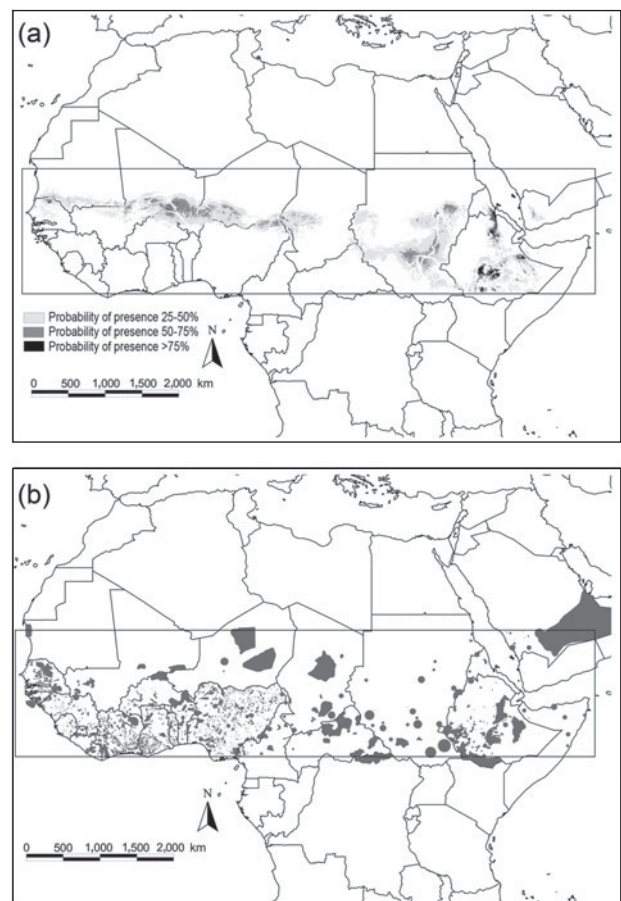 (a)
Probability of presence 25-50%
Probability of presence 50-75%
Probability of presence >75%
N
0 500 1,000 1,500 2,000 km
(b)
N
0 500 1,000 1,500 2,000 km